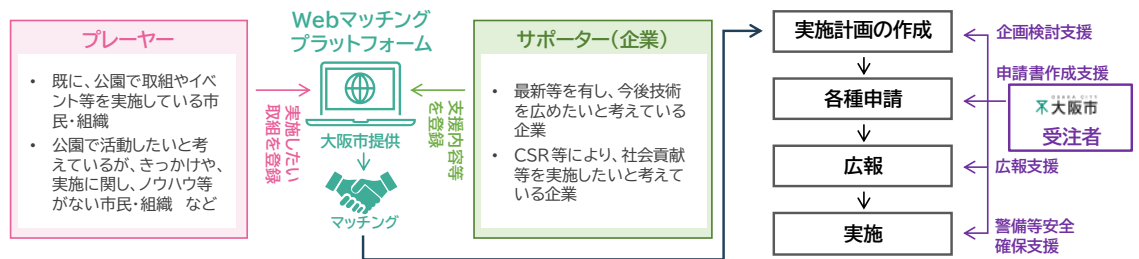 プレーヤー
• 既に、公園で取組やイベ
ント等を実施している市
民・組織
• 公園で活動したいと考
えているが、きっかけや、
実施に関し、ノウハウ等
がない市民・組織 など
実施したい
取組を登録
Webマッチング
プラットフォーム
大阪市提供
マッチング
支援内容等
を登録
サポーター(企業)
• 最新等を有し、今後技術
を広めたいと考えている
企業
• CSR等により、社会貢献
等を実施したいと考えて
いる企業
実施計画の作成
各種申請
広報
実施
企画検討支援
申請書作成支援
OSAKA CITY
大阪市
受注者
広報支援
警備等安全
確保支援